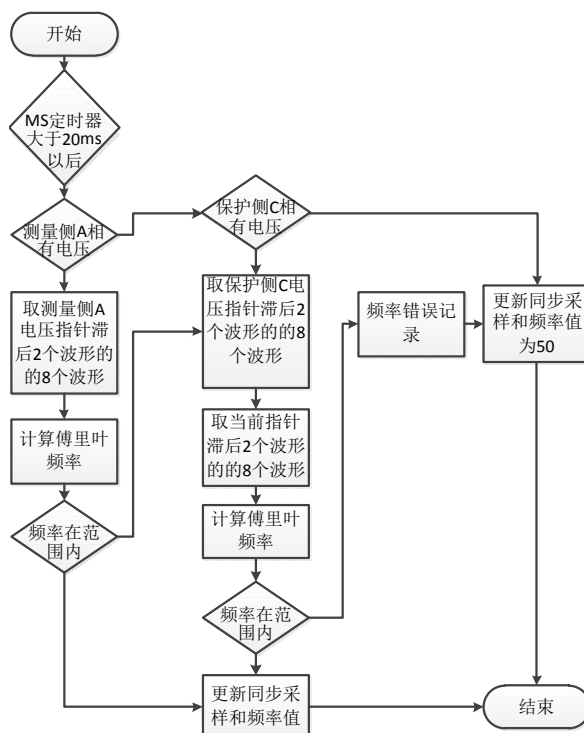 开始
MS定时器
大于20ms
以后
测量侧A相
有电压
保护侧C相
有电压
取测量侧A
电压指针滞
后2个波形的
的8个波形
取保护侧C电
压指针滞后2
个波形的的8
个波形
频率错误记
录
更新同步采
样和频率值
为50
计算傅里叶
频率
取当前指针
滞后2个波形
的的8个波形
频率在范
围内
计算傅里叶
频率
频率在范
围内
更新同步采
样和频率值
结束